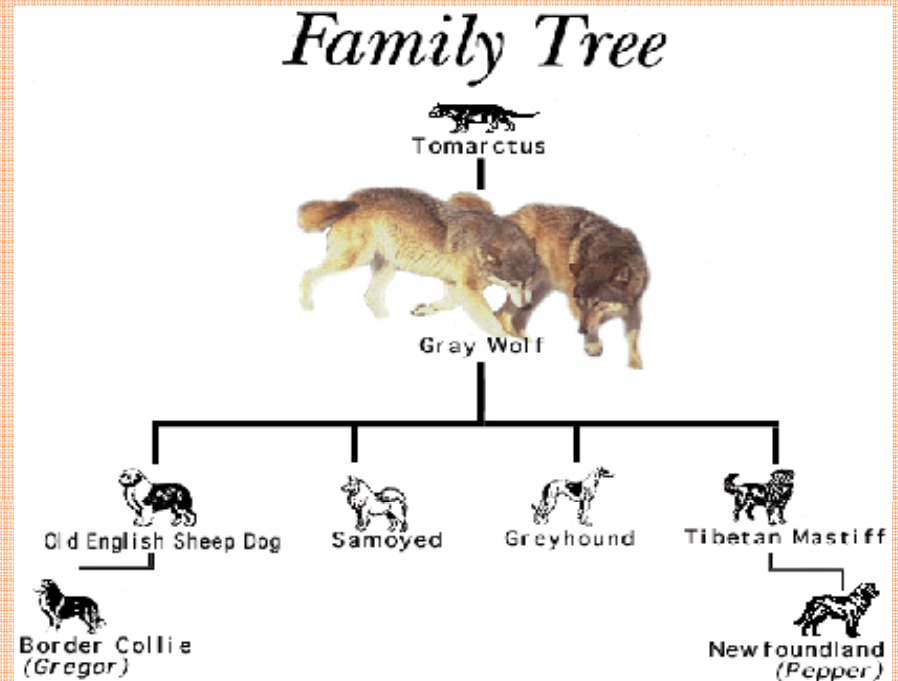 Family Tree
Tomarctus
Gray Wolf
Old English Sheep Dog
Samoyed
Greyhound
Tibetan Mastiff
Border Collie
(Gregor)
Newfoundland
(Pepper)